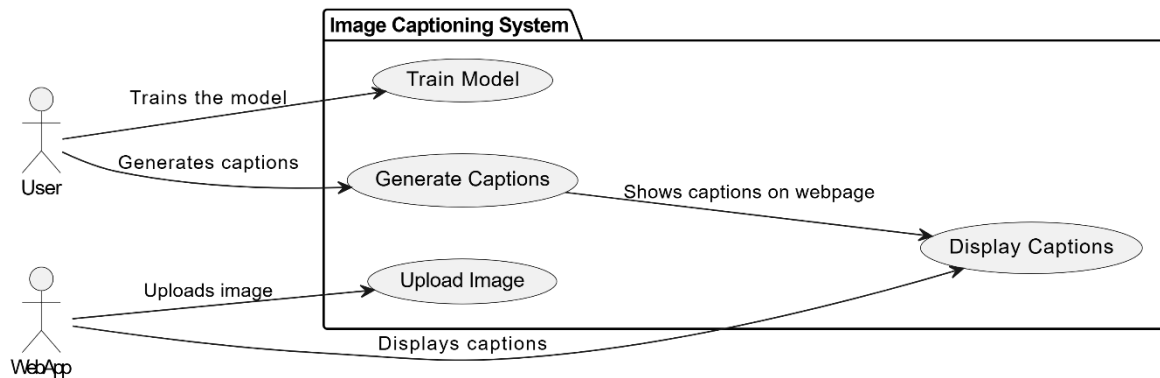 Image Captioning System
Train Model
Trains the model
Generates captions
Generate Captions
User
Shows captions on webpage
Display Captions
Upload Image
Uploads image
Displays captions
WebApp